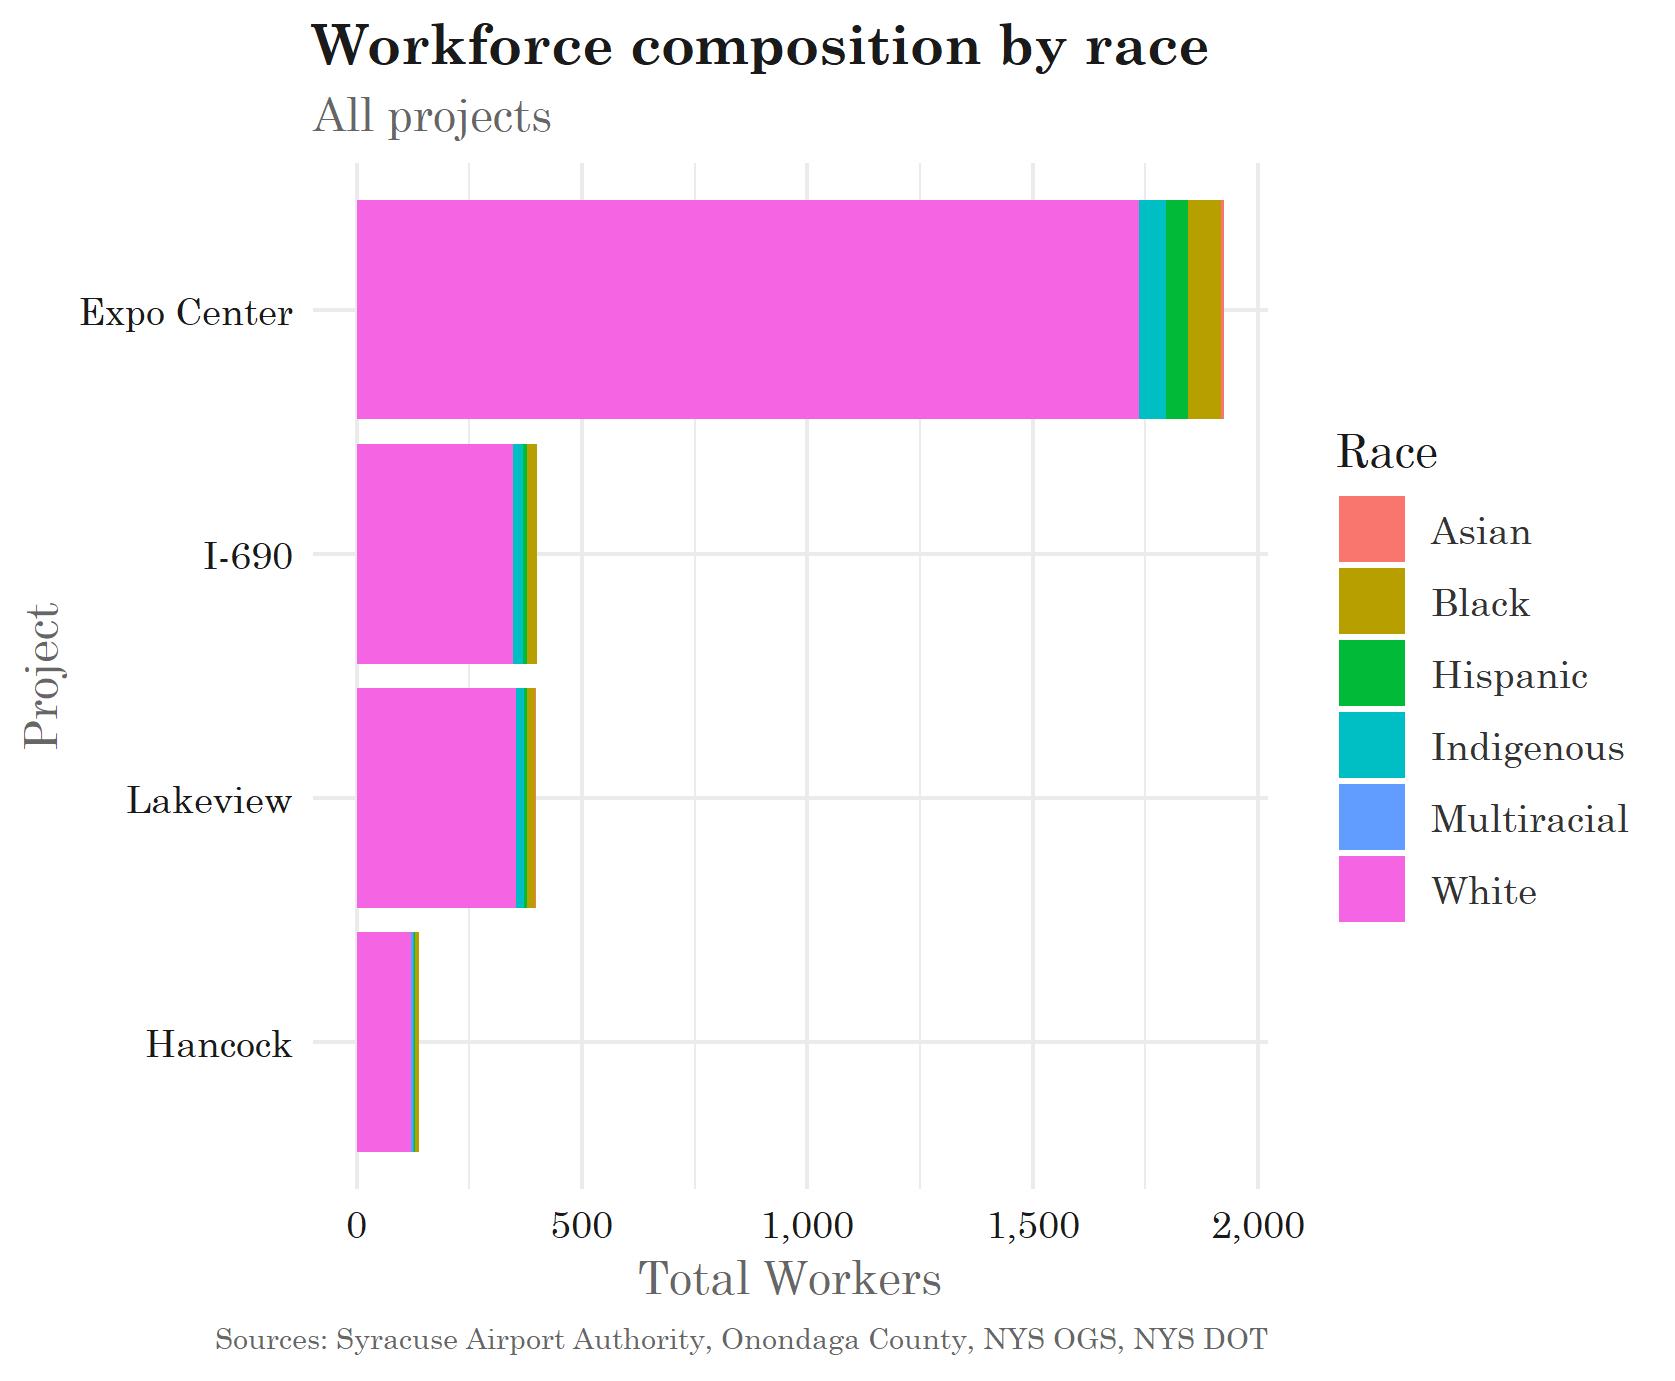 Workforce composition by race
All projects
Expo Center
I-690
Lakeview
Hancock
Project
0 500 1,000 1,500 2,000
Total Workers
Race
Asian
Black
Hispanic
Indigenous
Multiracial
White
Sources: Syracuse Airport Authority, Onondaga County, NYS OGS, NYS DOT